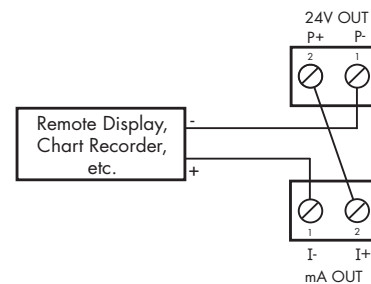 24V OUT
P+ P-
2 1
Remote Display,
Chart Recorder,
etc.
-
+
1 2
I- I+
mA OUT